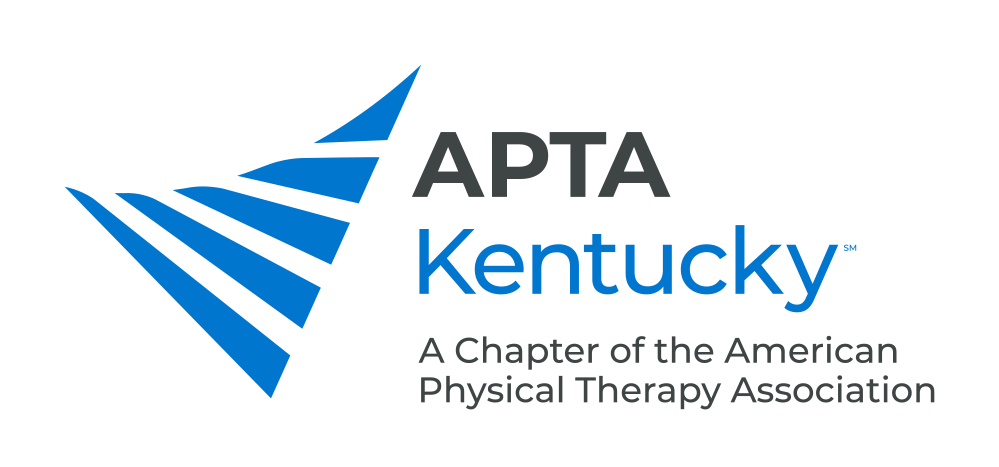 APTA
Kentucky℠
A Chapter of the American
Physical Therapy Association